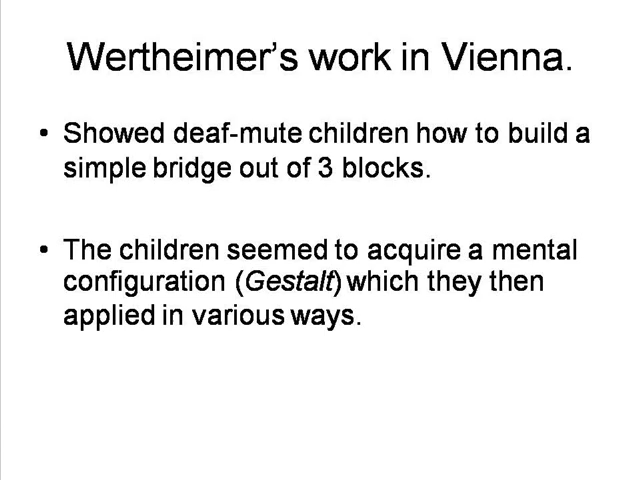 Wertheimer's work in Vienna.
• Showed deaf-mute children how to build a
simple bridge out of 3 blocks.
• The children seemed to acquire a mental
configuration (Gestalt) which they then
applied in various ways.